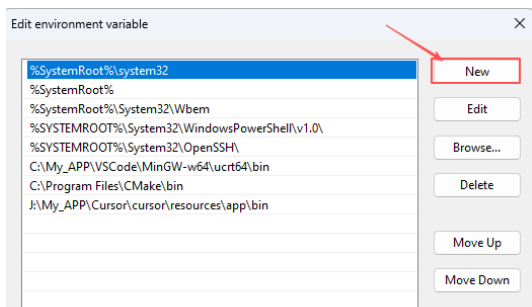 Edit environment variable
%SystemRoot%\system32
%SystemRoot%
%SystemRoot%\System32\Wbem
%SYSTEMROOT%\System32\WindowsPowerShell\v1.0\
%SYSTEMROOT%\System32\OpenSSH\
C:\My_APP\VSCode\MinGW-w64\ucrt64\bin
C:\Program Files\CMake\bin
J:\My_APP\Cursor\cursor\resources\app\bin
New
Edit
Browse...
Delete
Move Up
Move Down